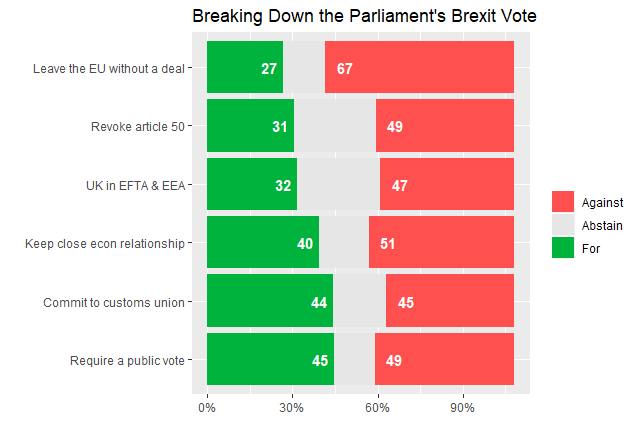 Breaking Down the Parliament's Brexit Vote
Leave the EU without a deal 27 67
Revoke article 50 31 49
UK in EFTA & EEA 32 47
Keep close econ relationship 40 51
Commit to customs union 44 45
Require a public vote 45 49
0% 30% 60% 90%
Against
Abstain
For